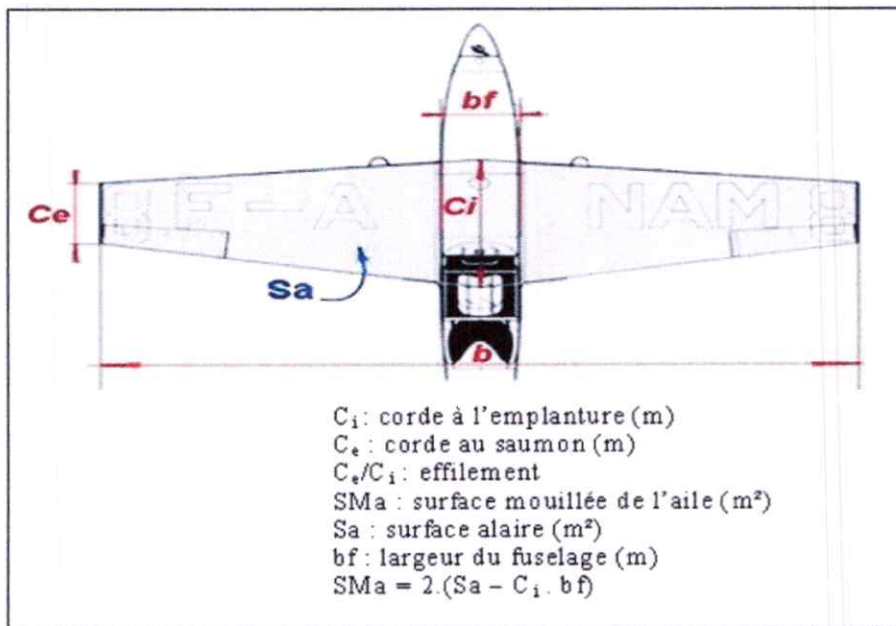 bf
Ce
Ci
F-A NAM8
Sa
b
Cᵢ : corde à l'emplanture (m)
Cₑ : corde au saumon (m)
Cₑ/Cᵢ : effilement
SMa : surface mouillée de l'aile (m²)
Sa : surface alaire (m²)
bf : largeur du fuselage (m)
SMa = 2.(Sa – Cᵢ . bf)